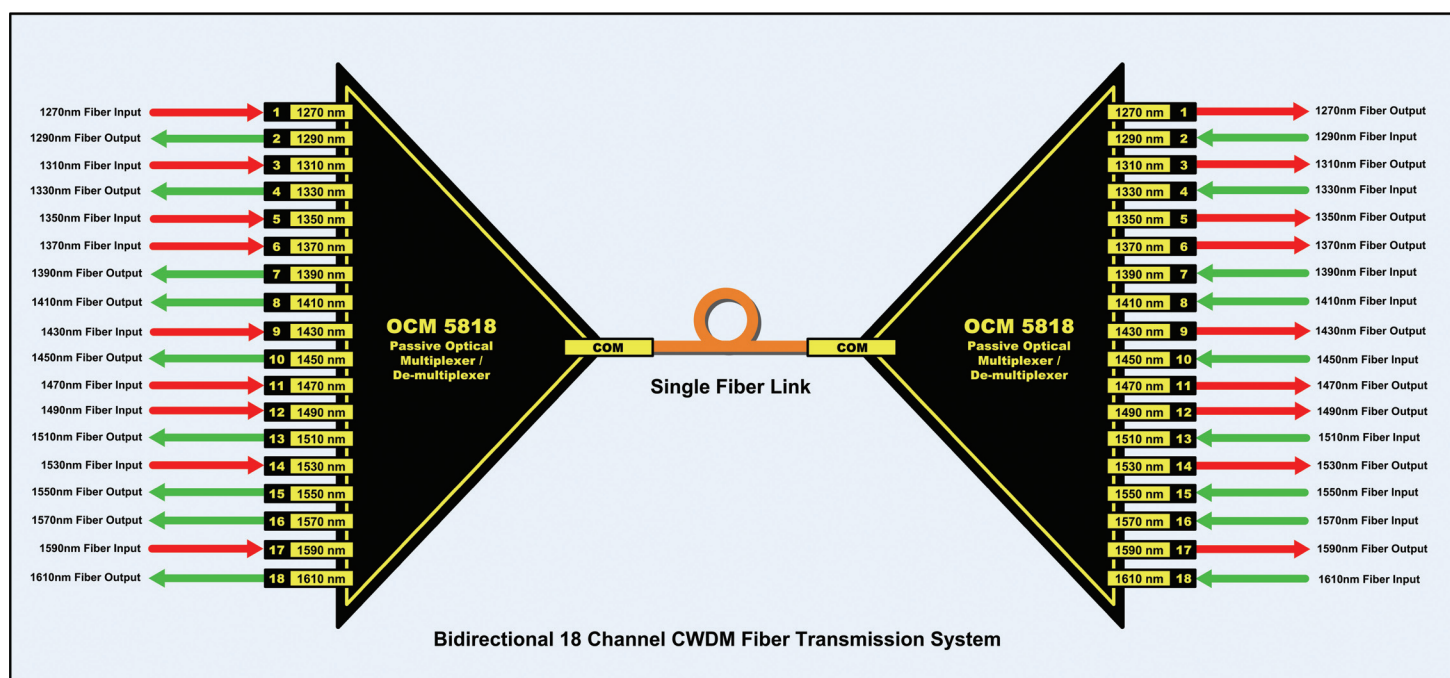 1270nm Fiber Input
1290nm Fiber Output
1310nm Fiber Input
1330nm Fiber Output
1350nm Fiber Input
1370nm Fiber Input
1390nm Fiber Output
1410nm Fiber Output
1430nm Fiber Input
1450nm Fiber Output
1470nm Fiber Input
1490nm Fiber Input
1510nm Fiber Output
1530nm Fiber Input
1550nm Fiber Output
1570nm Fiber Output
1590nm Fiber Input
1610nm Fiber Output
1 1270 nm
2 1290 nm
3 1310 nm
4 1330 nm
5 1350 nm
6 1370 nm
7 1390 nm
8 1410 nm
9 1430 nm
10 1450 nm
11 1470 nm
12 1490 nm
13 1510 nm
14 1530 nm
15 1550 nm
16 1570 nm
17 1590 nm
18 1610 nm
OCM 5818
Passive Optical
Multiplexer /
De-multiplexer
COM
Single Fiber Link
COM
OCM 5818
Passive Optical
Multiplexer /
De-multiplexer
1270 nm 1
1290 nm 2
1310 nm 3
1330 nm 4
1350 nm 5
1370 nm 6
1390 nm 7
1410 nm 8
1430 nm 9
1450 nm 10
1470 nm 11
1490 nm 12
1510 nm 13
1530 nm 14
1550 nm 15
1570 nm 16
1590 nm 17
1610 nm 18
1270nm Fiber Output
1290nm Fiber Input
1310nm Fiber Output
1330nm Fiber Input
1350nm Fiber Output
1370nm Fiber Output
1390nm Fiber Input
1410nm Fiber Input
1430nm Fiber Output
1450nm Fiber Input
1470nm Fiber Output
1490nm Fiber Output
1510nm Fiber Input
1530nm Fiber Output
1550nm Fiber Input
1570nm Fiber Input
1590nm Fiber Output
1610nm Fiber Input
Bidirectional 18 Channel CWDM Fiber Transmission System